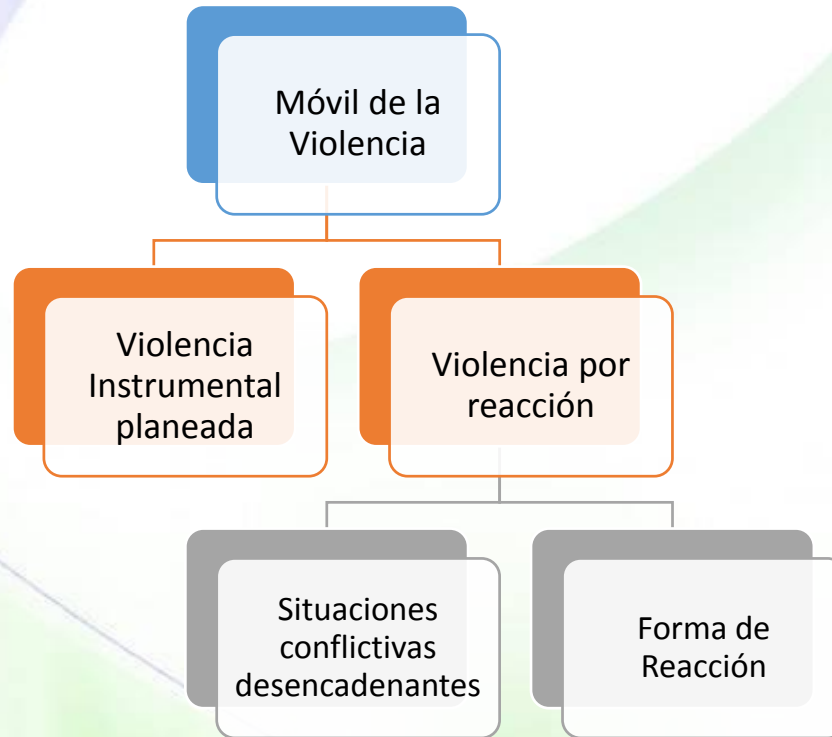 Móvil de la
Violencia
Violencia
Instrumental
planeada
Violencia por
reacción
Situaciones
conflictivas
desencadenantes
Forma de
Reacción